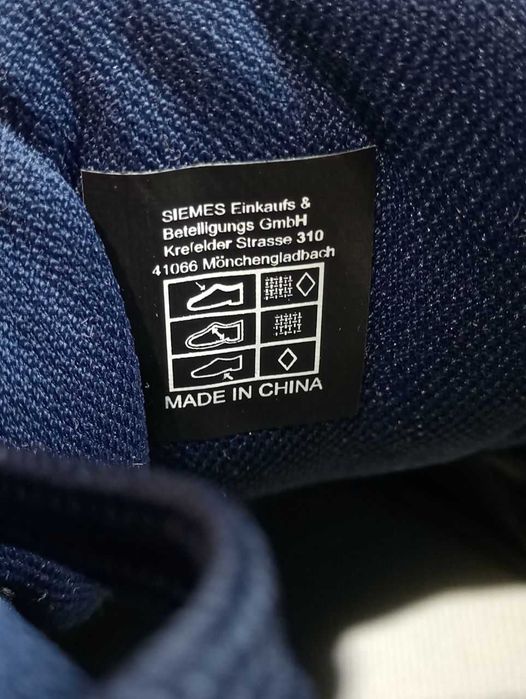 SIEMES Einkaufs &
Beteiligungs GmbH
Krefelder Strasse 310
41066 Mönchengladbach
MADE IN CHINA